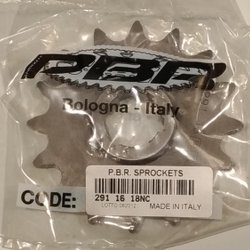 PBR
Bologna - Italy
CODE:
P.B.R. SPROCKETS
291 16 18NC
MADE IN ITALY